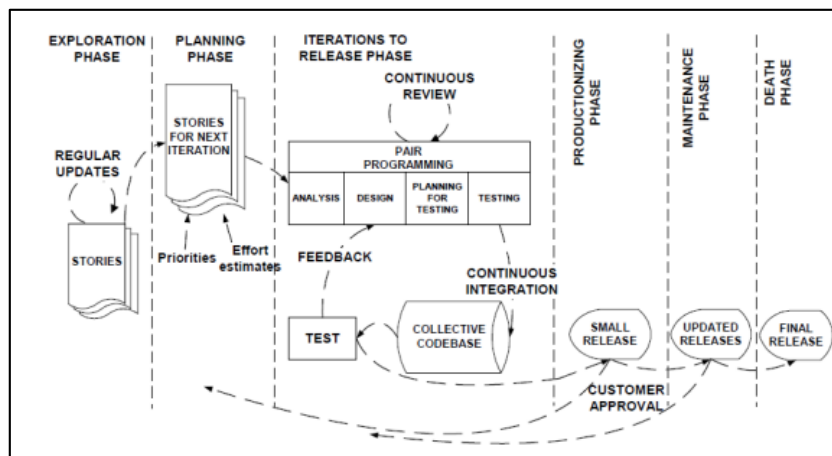 EXPLORATION
PHASE
PLANNING
PHASE
ITERATIONS TO
RELEASE PHASE
PRODUCTIONIZING
PHASE
MAINTENANCE
PHASE
DEATH
PHASE
REGULAR
UPDATES
STORIES
STORIES
FOR NEXT
ITERATION
Priorities
Effort
estimates
CONTINUOUS
REVIEW
PAIR
PROGRAMMING
ANALYSIS
DESIGN
PLANNING
FOR
TESTING
TESTING
FEEDBACK
CONTINUOUS
INTEGRATION
TEST
COLLECTIVE
CODEBASE
SMALL
RELEASE
UPDATED
RELEASES
FINAL
RELEASE
CUSTOMER
APPROVAL